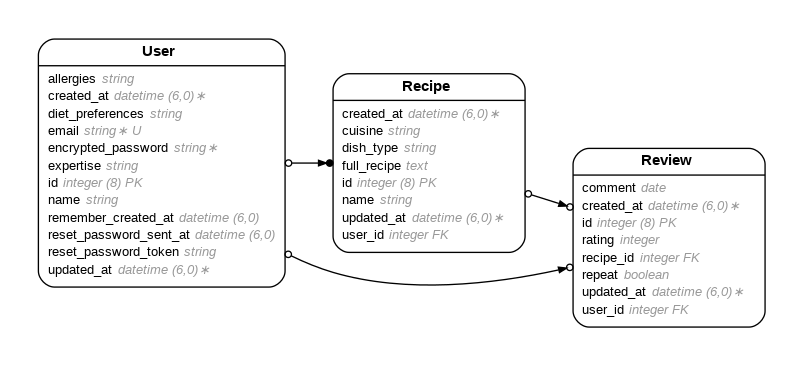 User
allergies string
created_at datetime (6,0)∗
diet_preferences string
email string∗ U
encrypted_password string∗
expertise string
id integer (8) PK
name string
remember_created_at datetime (6,0)
reset_password_sent_at datetime (6,0)
reset_password_token string
updated_at datetime (6,0)∗
Recipe
created_at datetime (6,0)∗
cuisine string
dish_type string
full_recipe text
id integer (8) PK
name string
updated_at datetime (6,0)∗
user_id integer FK
Review
comment date
created_at datetime (6,0)∗
id integer (8) PK
rating integer
recipe_id integer FK
repeat boolean
updated_at datetime (6,0)∗
user_id integer FK